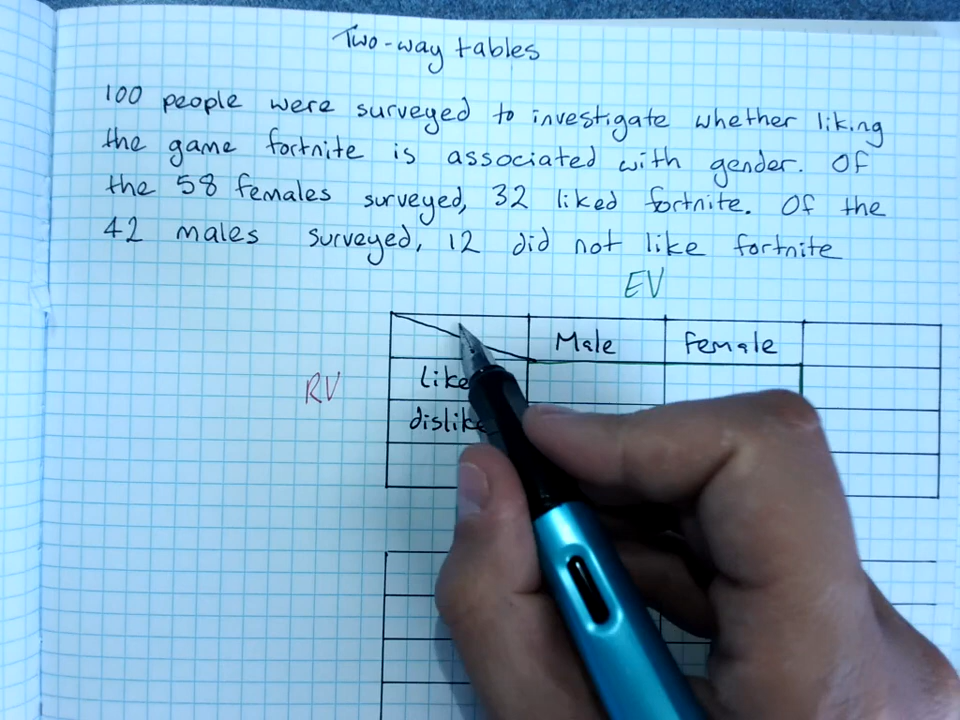 Two-way tables
100 people were surveyed to investigate whether liking
the game fortnite is associated with gender. Of
the 58 females surveyed, 32 liked fortnite. Of the
42 males surveyed, 12 did not like fortnite
EV
Male Female
RV like
dislike